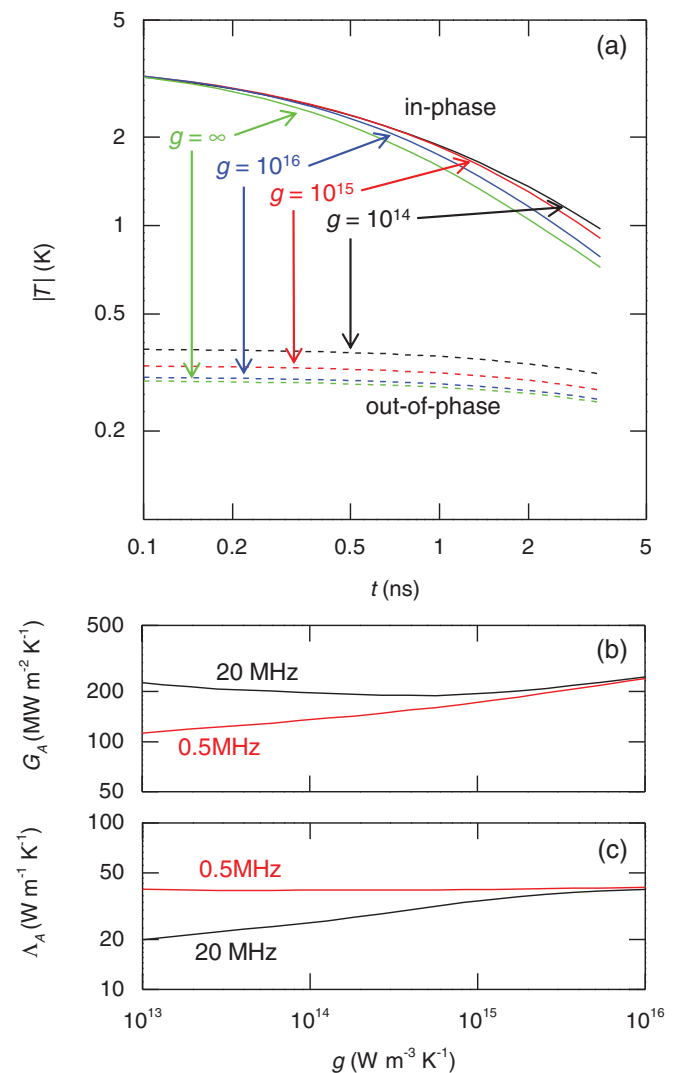 (a)
5
2
1
0.5
0.2
|T| (K)
in-phase
g = ∞
g = 10¹⁶
g = 10¹⁵
g = 10¹⁴
out-of-phase
0.1 0.2 0.5 1 2 5
t (ns)
(b)
500
200
100
50
G_A (MW m⁻² K⁻¹)
20 MHz
0.5MHz
(c)
100
50
20
10
Λ_A (W m⁻¹ K⁻¹)
0.5MHz
20 MHz
10¹³ 10¹⁴ 10¹⁵ 10¹⁶
g (W m⁻³ K⁻¹)